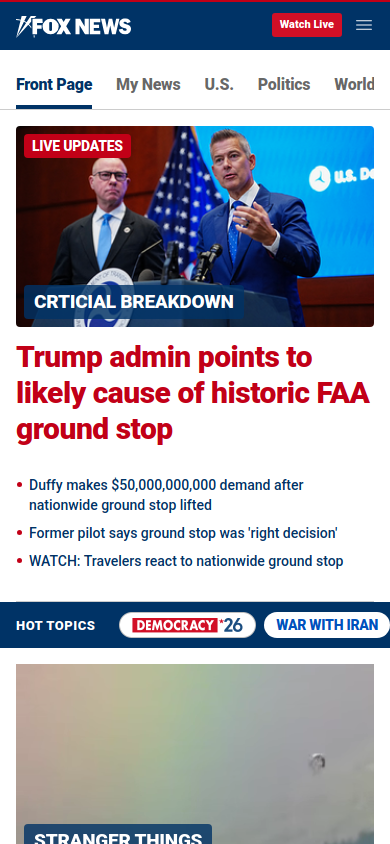 FOX NEWS
Watch Live
Front Page
My News
U.S.
Politics
World
LIVE UPDATES
U.S. De
CRTICIAL BREAKDOWN
Trump admin points to
likely cause of historic FAA
ground stop
Duffy makes $50,000,000,000 demand after
nationwide ground stop lifted
Former pilot says ground stop was 'right decision'
WATCH: Travelers react to nationwide ground stop
HOT TOPICS
DEMOCRACY '26
WAR WITH IRAN
STRANGER THINGS